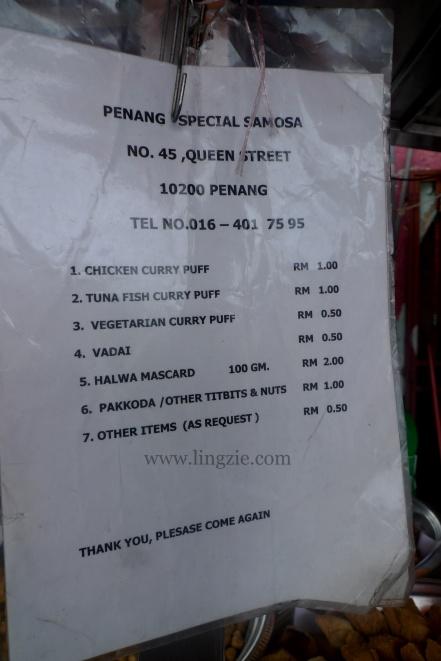 PENANG SPECIAL SAMOSA
NO. 45 ,QUEEN STREET
10200 PENANG
TEL NO.016 – 401 75 95
1. CHICKEN CURRY PUFF RM 1.00
2. TUNA FISH CURRY PUFF RM 1.00
3. VEGETARIAN CURRY PUFF RM 0.50
4. VADAI RM 0.50
5. HALWA MASCARD 100 GM. RM 2.00
6. PAKKODA /OTHER TITBITS & NUTS RM 1.00
7. OTHER ITEMS (AS REQUEST ) RM 0.50
www.lingzie.com
THANK YOU, PLESASE COME AGAIN